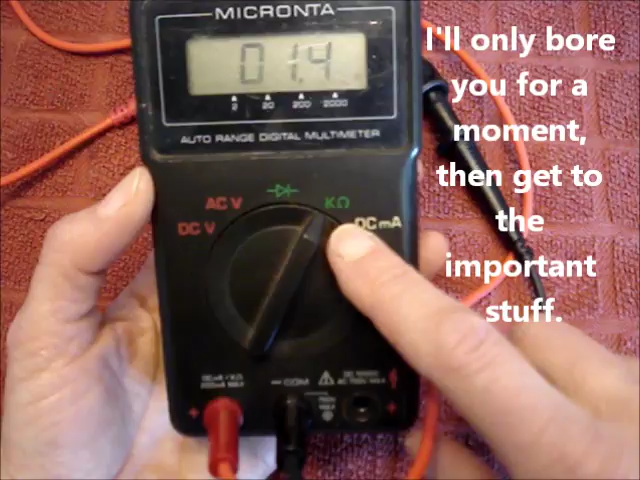 MICRONTA
I'll only bore
you for a
moment,
then get to
the
important
stuff.
01.4
2 20 200 2000
AUTO RANGE DIGITAL MULTIMETER
AC V KΩ
DC V DC mA
COM